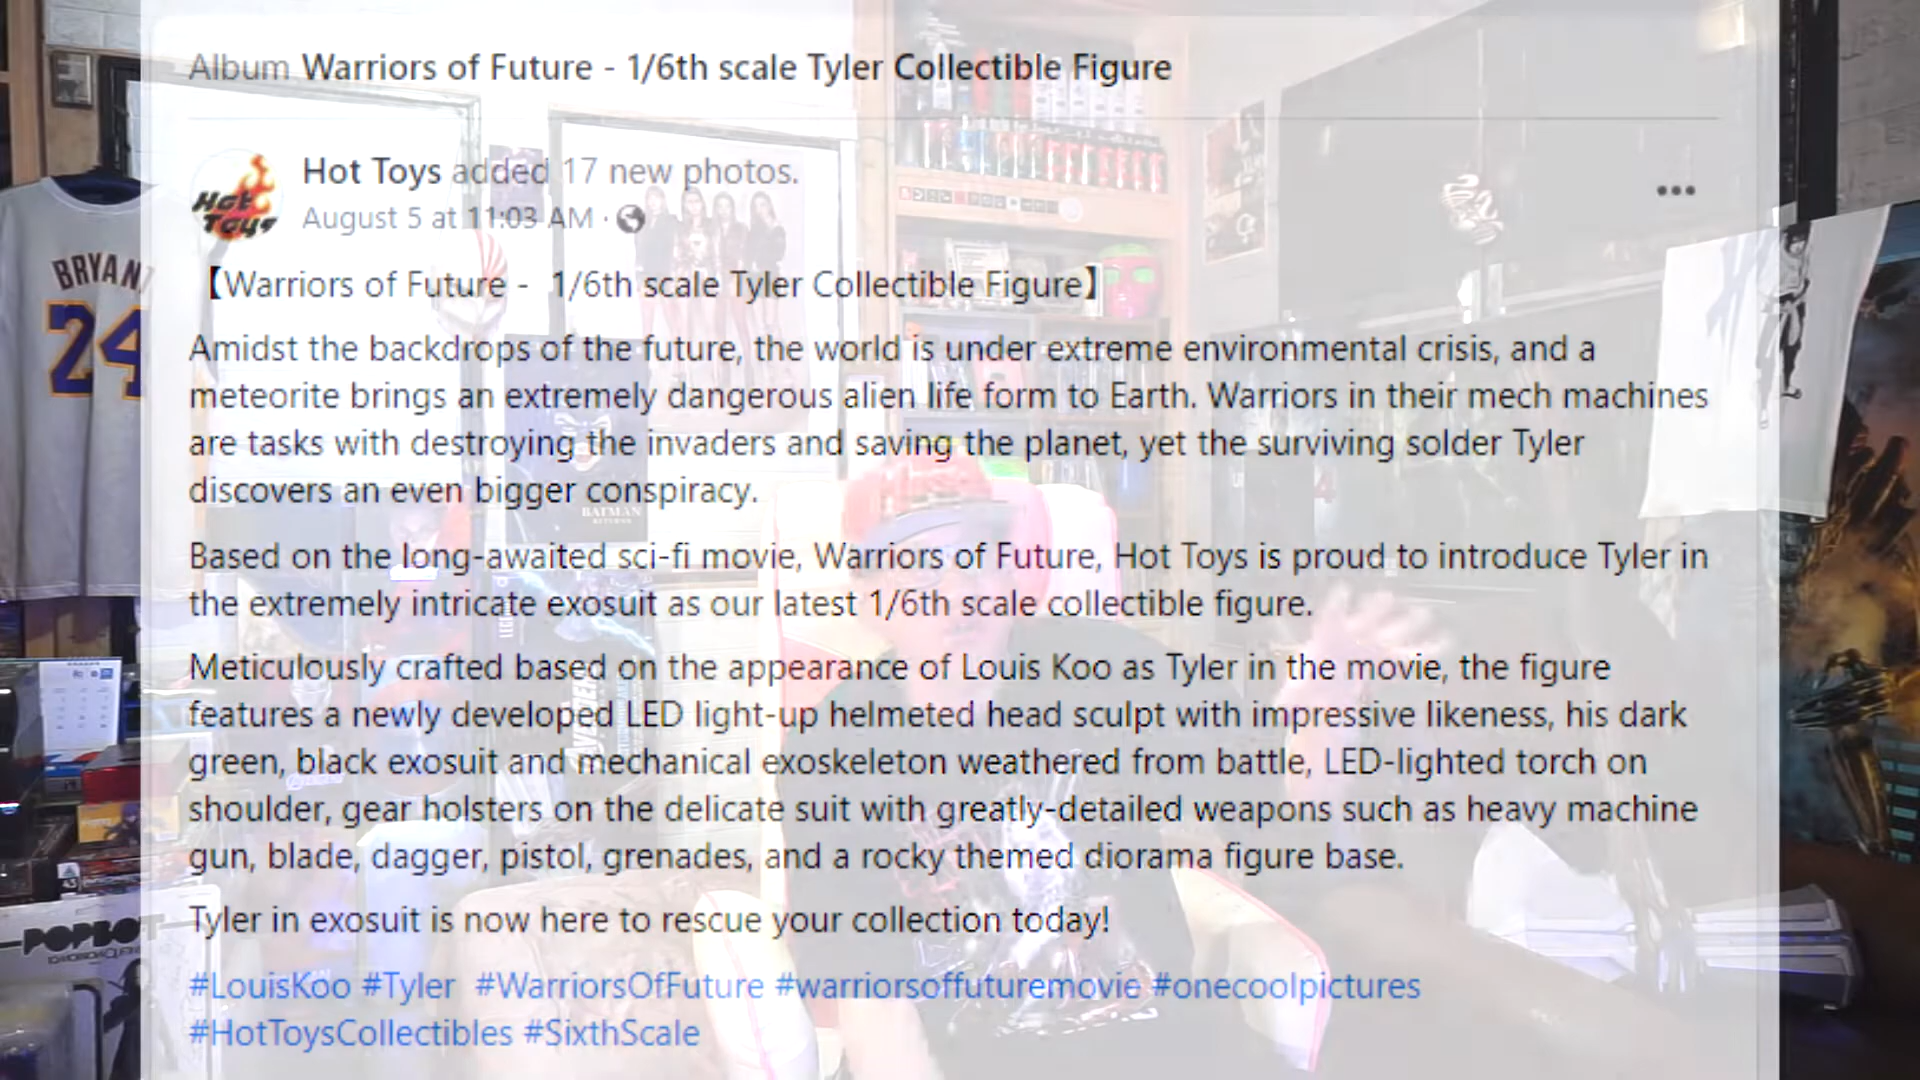 Album Warriors of Future - 1/6th scale Tyler Collectible Figure
Hot Toys added 17 new photos.
Hot
Toys
August 5 at 11:03 AM ·
【Warriors of Future - 1/6th scale Tyler Collectible Figure】
Amidst the backdrops of the future, the world is under extreme environmental crisis, and a
meteorite brings an extremely dangerous alien life form to Earth. Warriors in their mech machines
are tasks with destroying the invaders and saving the planet, yet the surviving solder Tyler
discovers an even bigger conspiracy.
Based on the long-awaited sci-fi movie, Warriors of Future, Hot Toys is proud to introduce Tyler in
the extremely intricate exosuit as our latest 1/6th scale collectible figure.
Meticulously crafted based on the appearance of Louis Koo as Tyler in the movie, the figure
features a newly developed LED light-up helmeted head sculpt with impressive likeness, his dark
green, black exosuit and mechanical exoskeleton weathered from battle, LED-lighted torch on
shoulder, gear holsters on the delicate suit with greatly-detailed weapons such as heavy machine
gun, blade, dagger, pistol, grenades, and a rocky themed diorama figure base.
Tyler in exosuit is now here to rescue your collection today!
#LouisKoo #Tyler #WarriorsOfFuture #warriorsoffuturemovie #onecoolpictures
#HotToysCollectibles #SixthScale
BRYANT
24
BATMAN
RETURNS
POPBOT